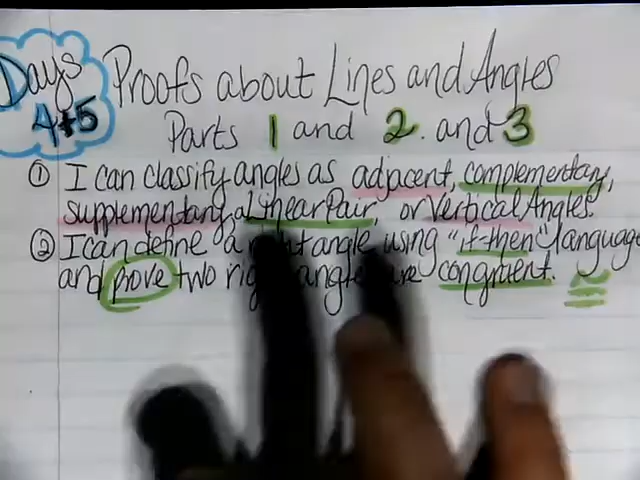 Days Proofs about Lines and Angles
4+5 Parts 1 and 2. and 3
① I can classify angles as adjacent, complementary,
supplementary, a Linear Pair, or Vertical Angles.
② I can define a right angle using "if-then" language
and prove two right angles are congruent.